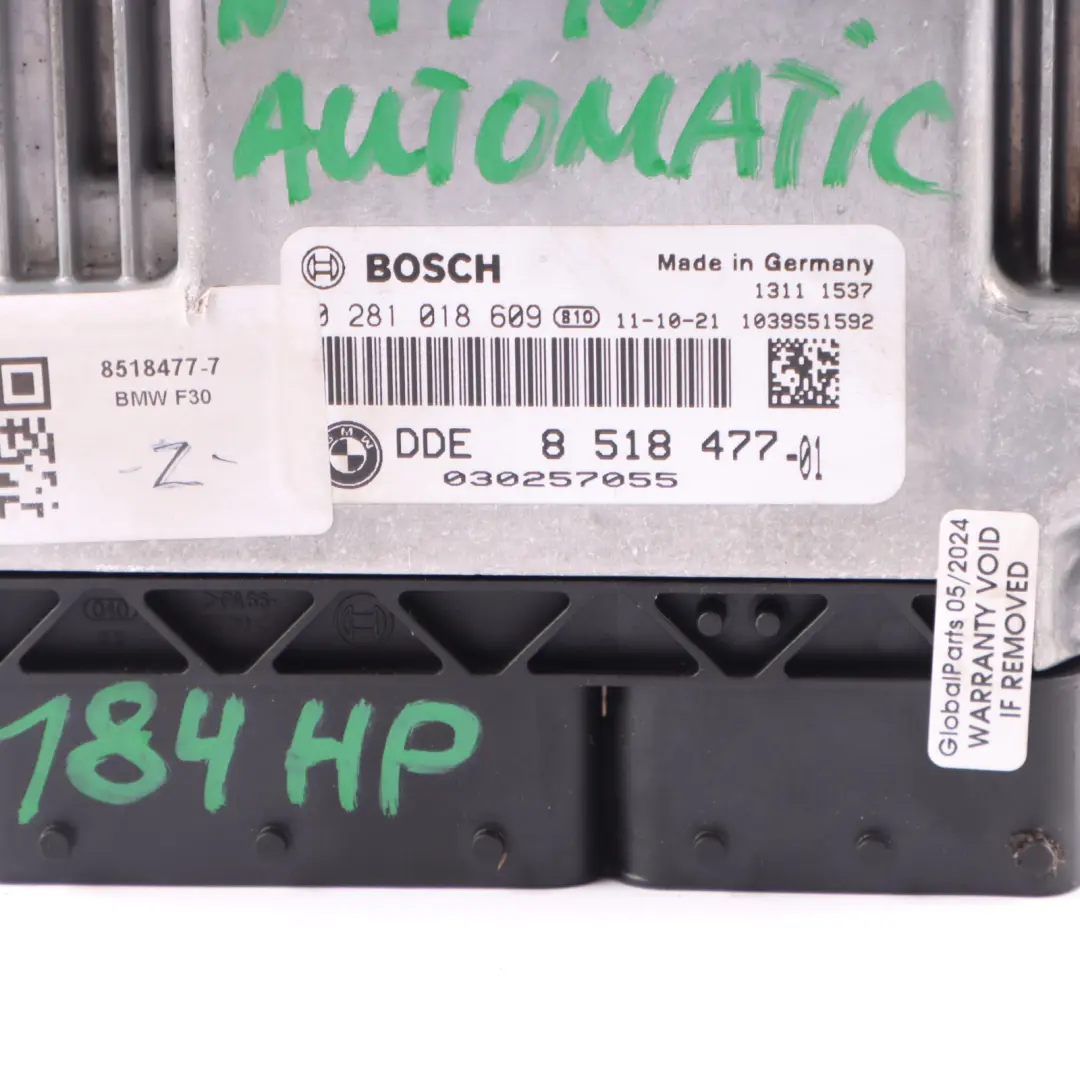 AUTOMATIC
BOSCH
Made in Germany
1311 1537
0 281 018 609 810 11-10-21 1039S51592
8518477-7
BMW F30
-Z-
BMW
DDE 8 518 477-01
030257055
GlobalParts 05/2024
WARRANTY VOID
IF REMOVED
184 HP